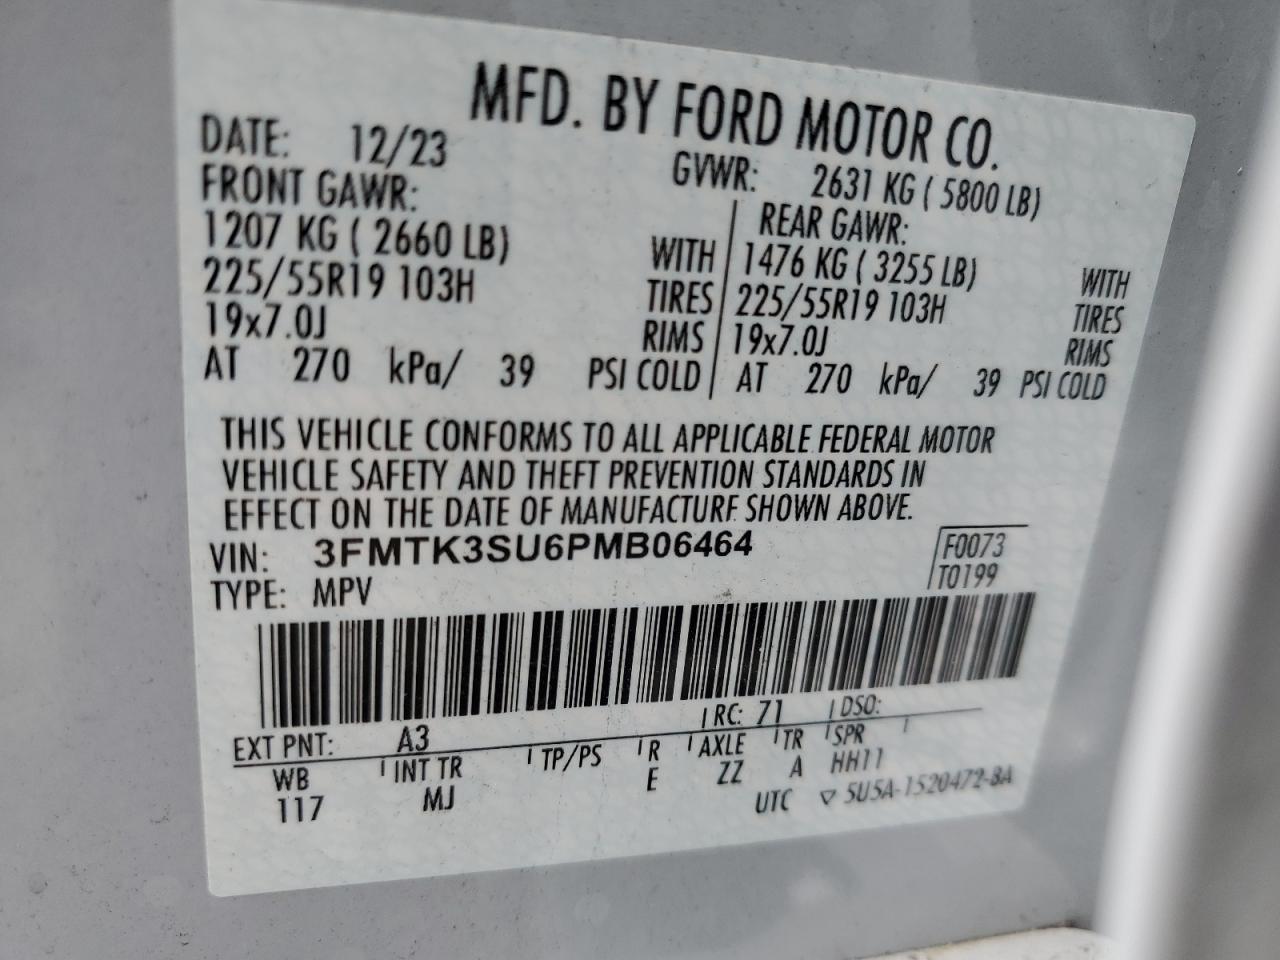 MFD. BY FORD MOTOR CO.
DATE: 12/23 GVWR: 2631 KG ( 5800 LB)
FRONT GAWR: REAR GAWR:
1207 KG ( 2660 LB) WITH 1476 KG ( 3255 LB) WITH
225/55R19 103H TIRES 225/55R19 103H TIRES
19x7.0J RIMS 19x7.0J RIMS
AT 270 kPa/ 39 PSI COLD AT 270 kPa/ 39 PSI COLD
THIS VEHICLE CONFORMS TO ALL APPLICABLE FEDERAL MOTOR
VEHICLE SAFETY AND THEFT PREVENTION STANDARDS IN
EFFECT ON THE DATE OF MANUFACTURE SHOWN ABOVE.
VIN: 3FMTK3SU6PMB06464 F0073
TYPE: MPV T0199
EXT PNT: A3 RC: 71 DSO:
WB INT TR TP/PS R AXLE TR SPR
117 MJ E ZZ A HH11
UTC ▽ 5U5A-1520472-BA